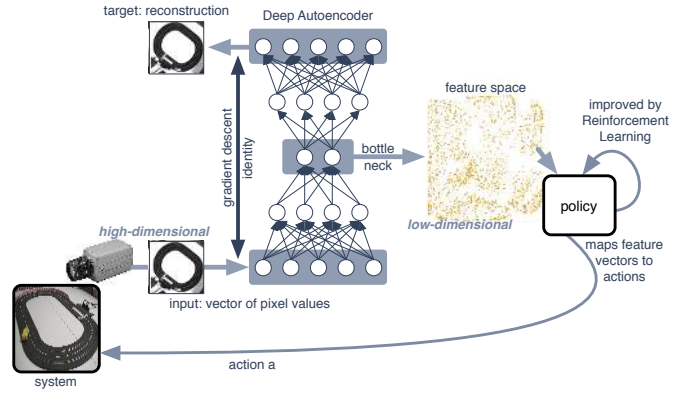 target: reconstruction
Deep Autoencoder
gradient descent
identity
bottle
neck
feature space
improved by
Reinforcement
Learning
policy
high-dimensional
low-dimensional
maps feature
vectors to
actions
input: vector of pixel values
action a
system